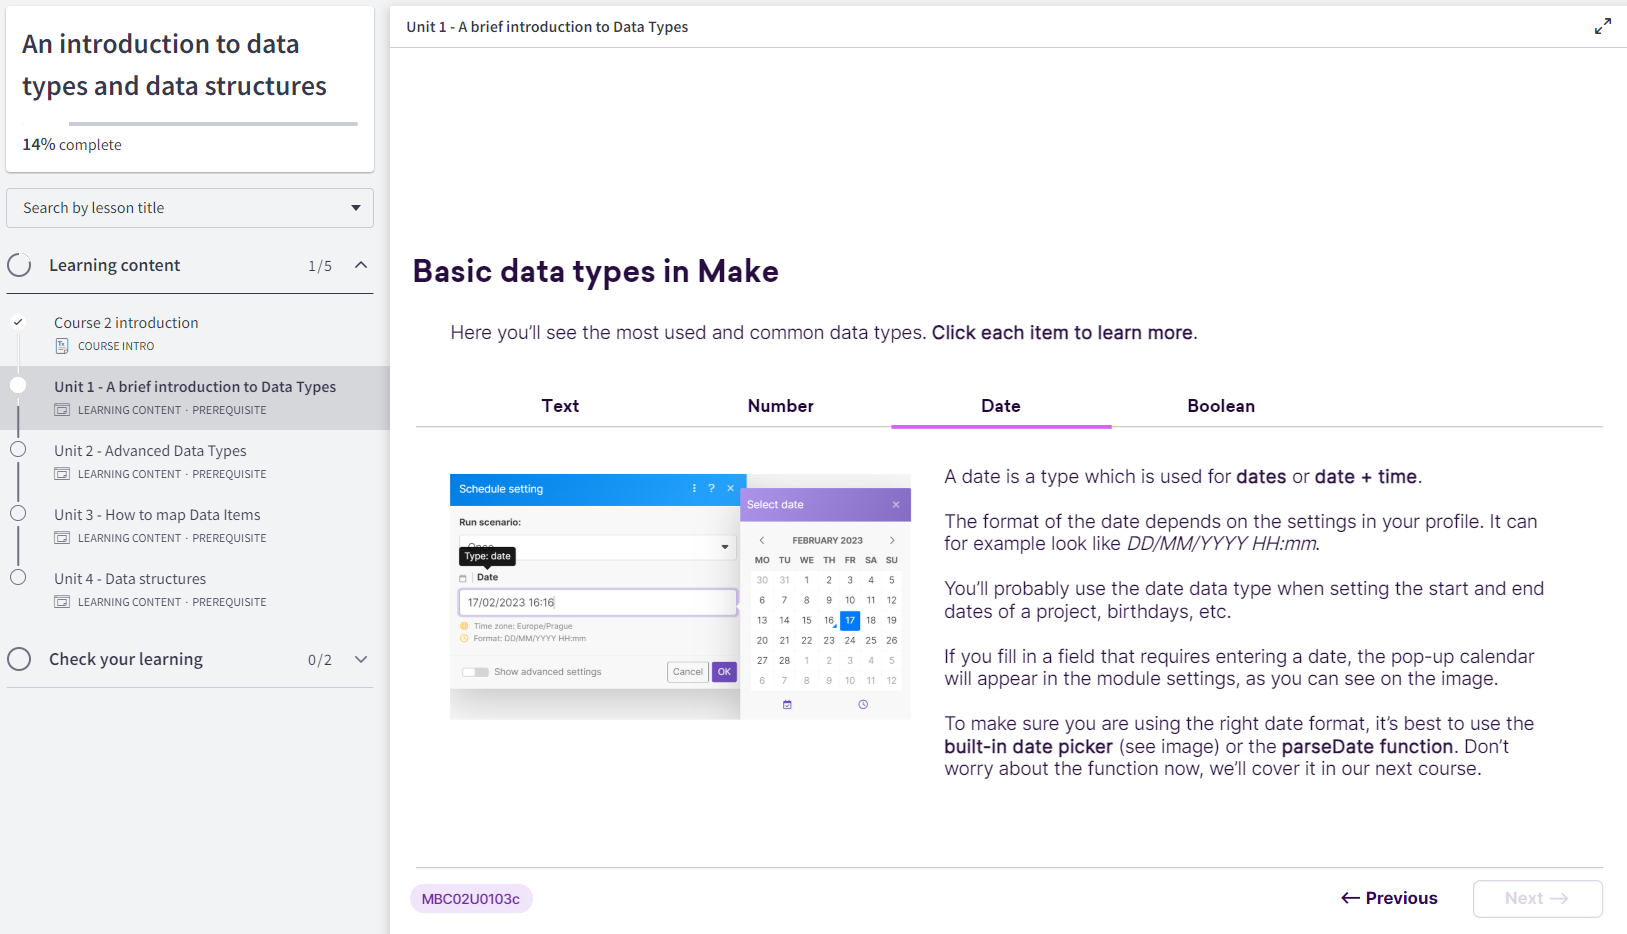 An introduction to data
types and data structures
14% complete
Search by lesson title
Learning content 1/5
Course 2 introduction
COURSE INTRO
Unit 1 - A brief introduction to Data Types
LEARNING CONTENT · PREREQUISITE
Unit 2 - Advanced Data Types
LEARNING CONTENT · PREREQUISITE
Unit 3 - How to map Data Items
LEARNING CONTENT · PREREQUISITE
Unit 4 - Data structures
LEARNING CONTENT · PREREQUISITE
Check your learning 0/2
Unit 1 - A brief introduction to Data Types
Basic data types in Make
Here you'll see the most used and common data types. Click each item to learn more.
Text Number Date Boolean
Schedule setting
Run scenario:
Type: date
Date
17/02/2023 16:16
Time zone: Europe/Prague
Format: DD/MM/YYYY HH:mm
Show advanced settings Cancel OK
Select date
FEBRUARY 2023
MO TU WE TH FR SA SU
30 31 1 2 3 4 5
6 7 8 9 10 11 12
13 14 15 16 17 18 19
20 21 22 23 24 25 26
27 28 1 2 3 4 5
6 7 8 9 10 11 12
A date is a type which is used for dates or date + time.
The format of the date depends on the settings in your profile. It can
for example look like DD/MM/YYYY HH:mm.
You'll probably use the date data type when setting the start and end
dates of a project, birthdays, etc.
If you fill in a field that requires entering a date, the pop-up calendar
will appear in the module settings, as you can see on the image.
To make sure you are using the right date format, it's best to use the
built-in date picker (see image) or the parseDate function. Don't
worry about the function now, we'll cover it in our next course.
MBC02U0103c
← Previous
Next →